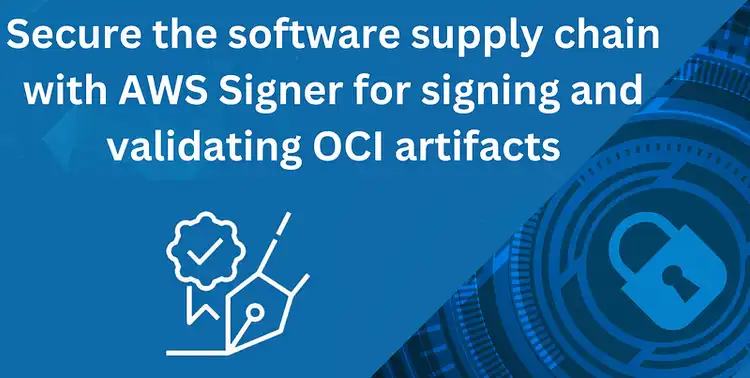 Secure the software supply chain
with AWS Signer for signing and
validating OCI artifacts